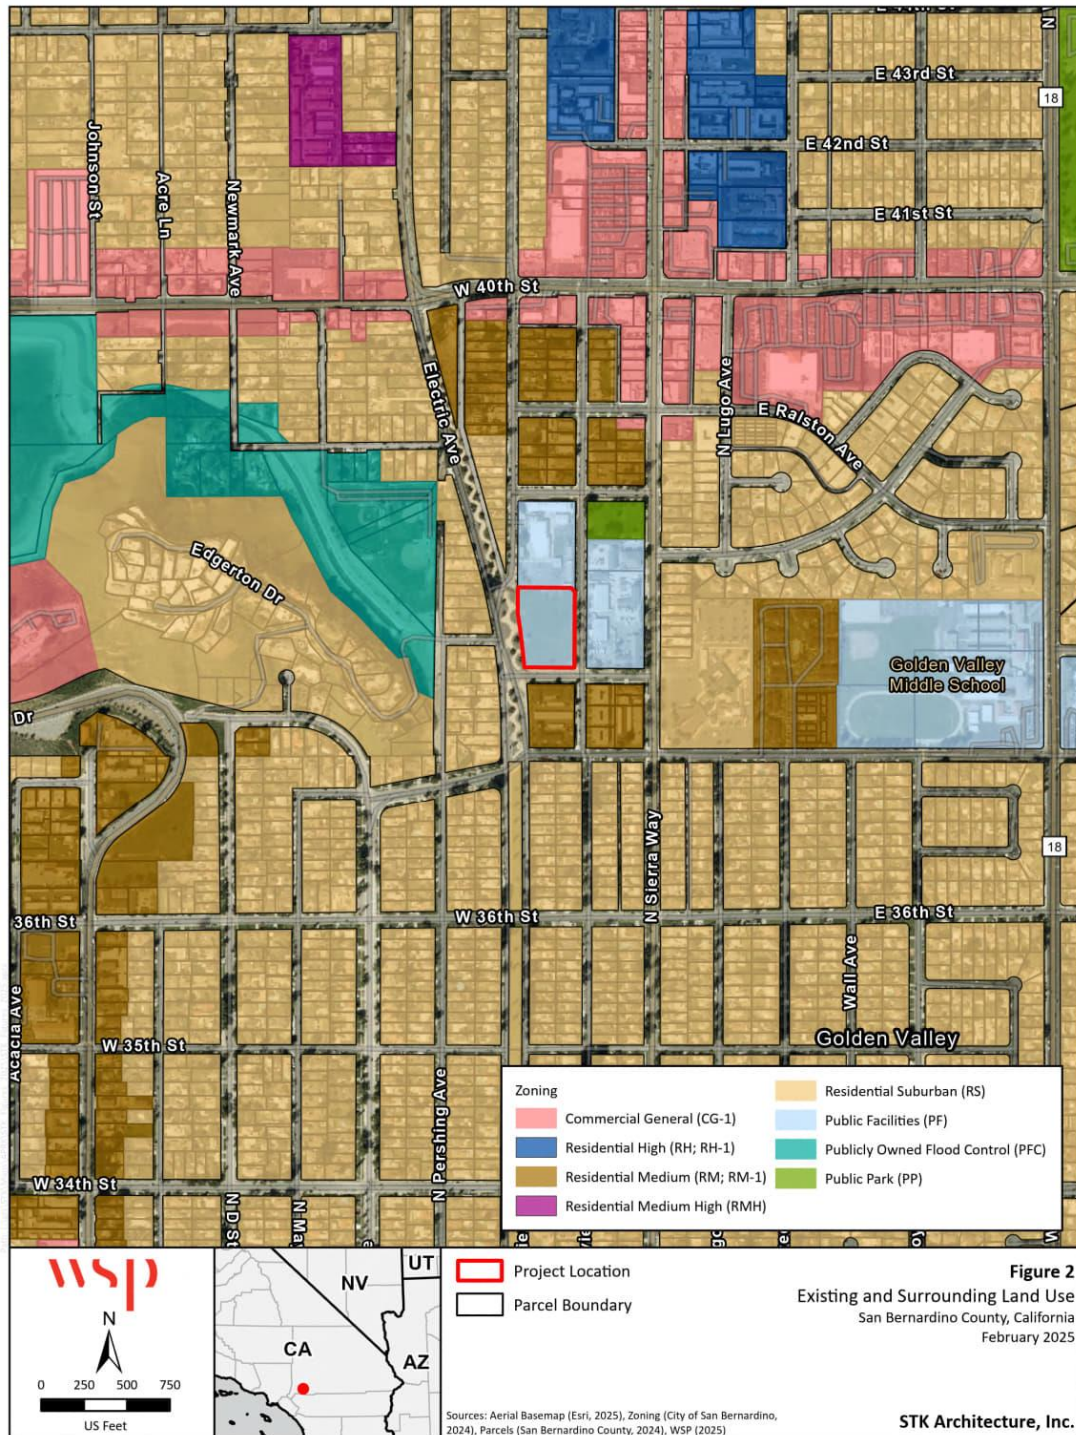 E 43rd St
18
E 42nd St
Johnson St
Acre Ln
Newmark Ave
E 41st St
W 40th St
Electric Ave
N Lugo Ave
E Ralston Ave
Edgerton Dr
Golden Valley
Middle School
Dr
N Sierra Way
18
36th St
W 36th St
E 36th St
Wall Ave
Acacia Ave
W 35th St
Golden Valley
N Pershing Ave
W 34th St
N D St
Zoning
Commercial General (CG-1)
Residential High (RH; RH-1)
Residential Medium (RM; RM-1)
Residential Medium High (RMH)
Residential Suburban (RS)
Public Facilities (PF)
Publicly Owned Flood Control (PFC)
Public Park (PP)
wsp
N
0 250 500 750
US Feet
UT
NV
CA
AZ
Project Location
Parcel Boundary
Figure 2
Existing and Surrounding Land Use
San Bernardino County, California
February 2025
Sources: Aerial Basemap (Esri, 2025), Zoning (City of San Bernardino,
2024), Parcels (San Bernardino County, 2024), WSP (2025)
STK Architecture, Inc.